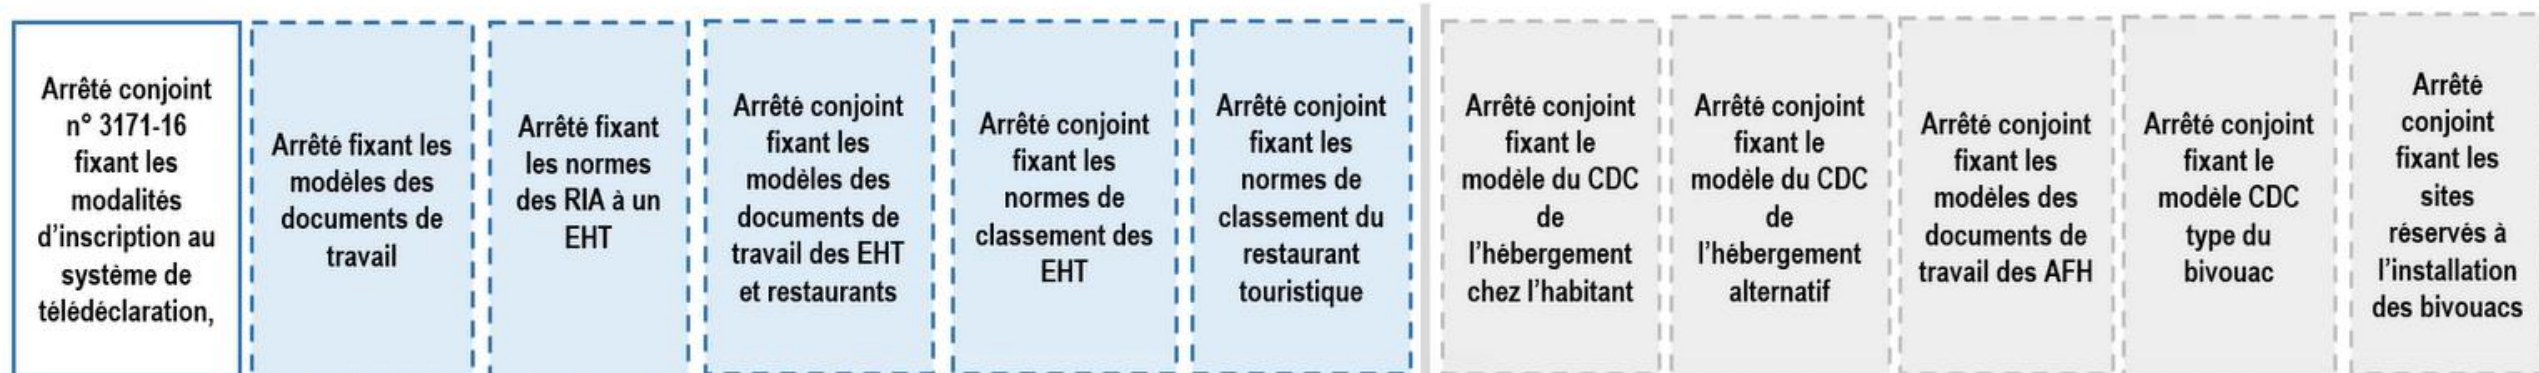 Arrêté conjoint
n° 3171-16
fixant les
modalités
d'inscription au
système de
télédéclaration,
Arrêté fixant les
modèles des
documents de
travail
Arrêté fixant
les normes
des RIA à un
EHT
Arrêté conjoint
fixant les
modèles des
documents de
travail des EHT
et restaurants
Arrêté conjoint
fixant les
normes de
classement des
EHT
Arrêté conjoint
fixant les
normes de
classement du
restaurant
touristique
Arrêté conjoint
fixant le
modèle du CDC
de
l'hébergement
chez l'habitant
Arrêté conjoint
fixant le
modèle du CDC
de
l'hébergement
alternatif
Arrêté conjoint
fixant les
modèles des
documents de
travail des AFH
Arrêté conjoint
fixant le
modèle CDC
type du
bivouac
Arrêté
conjoint
fixant les
sites
réservés à
l'installation
des bivouacs